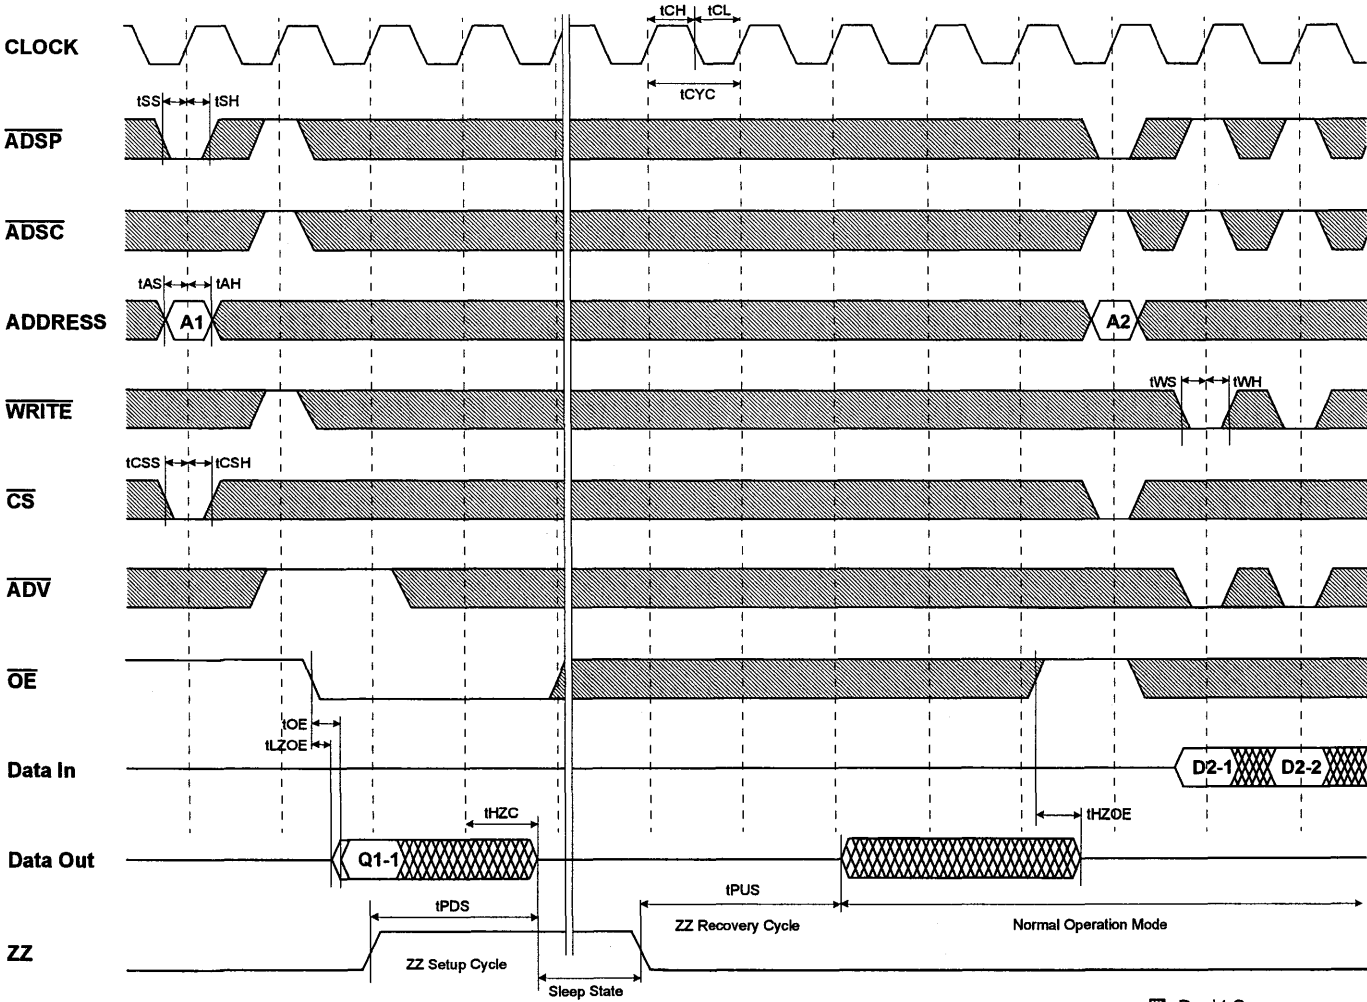 tCH tCL
CLOCK
tCYC
tSS tSH
ADSP
ADSC
tAS tAH
ADDRESS A1 A2
tWS tWH
WRITE
tCSS tCSH
CS
ADV
OE
tOE
tLZOE
Data In D2-1 D2-2
tHZC tHZOE
Data Out Q1-1
tPUS
tPDS
ZZ Recovery Cycle Normal Operation Mode
ZZ
ZZ Setup Cycle
Sleep State